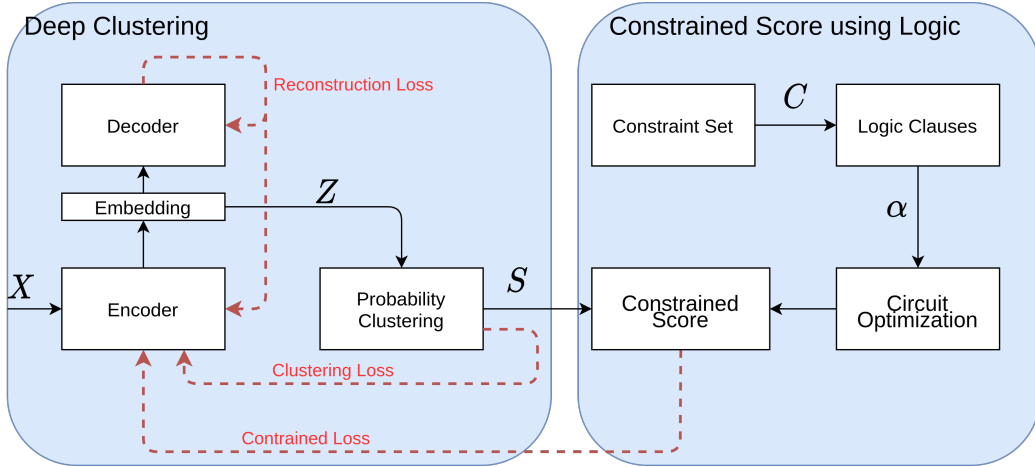 Deep Clustering
Constrained Score using Logic
Reconstruction Loss
Decoder
Constraint Set
C
Logic Clauses
Embedding
Z
α
X
Encoder
Probability
Clustering
S
Constrained
Score
Circuit
Optimization
Clustering Loss
Contrained Loss